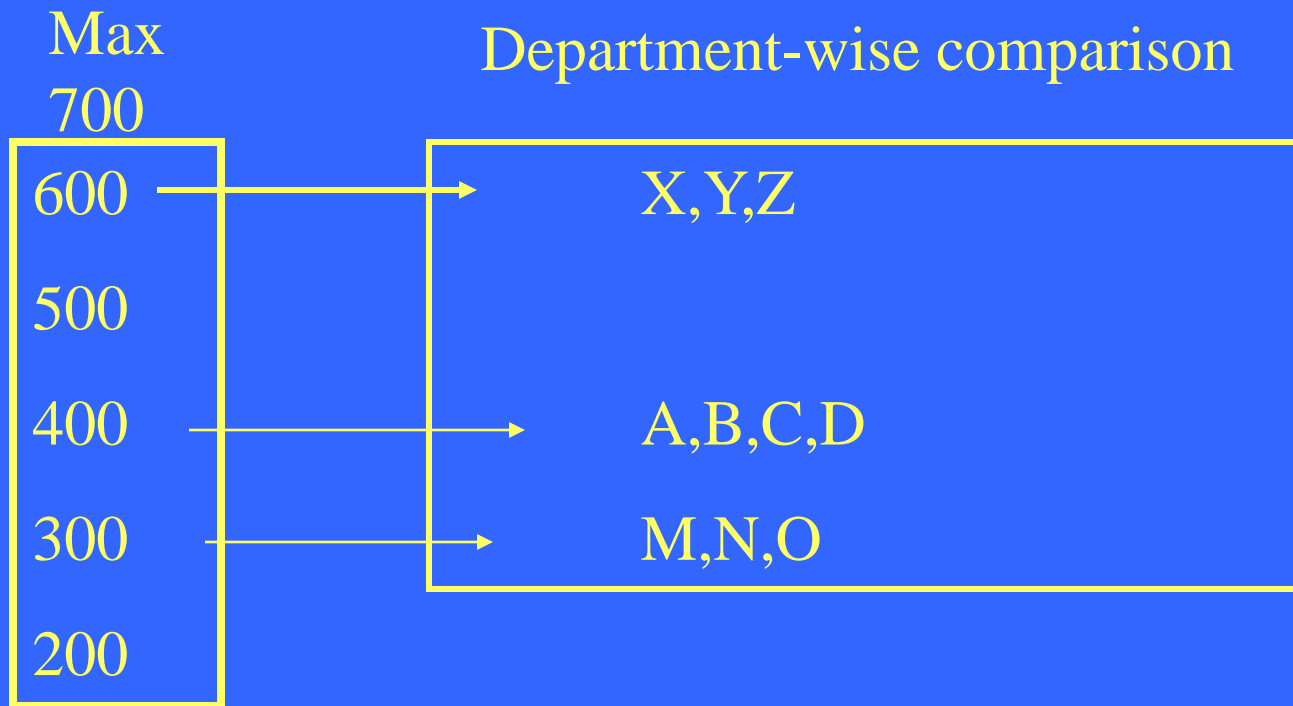 Max
700
Department-wise comparison
600
X,Y,Z
500
400
A,B,C,D
300
M,N,O
200